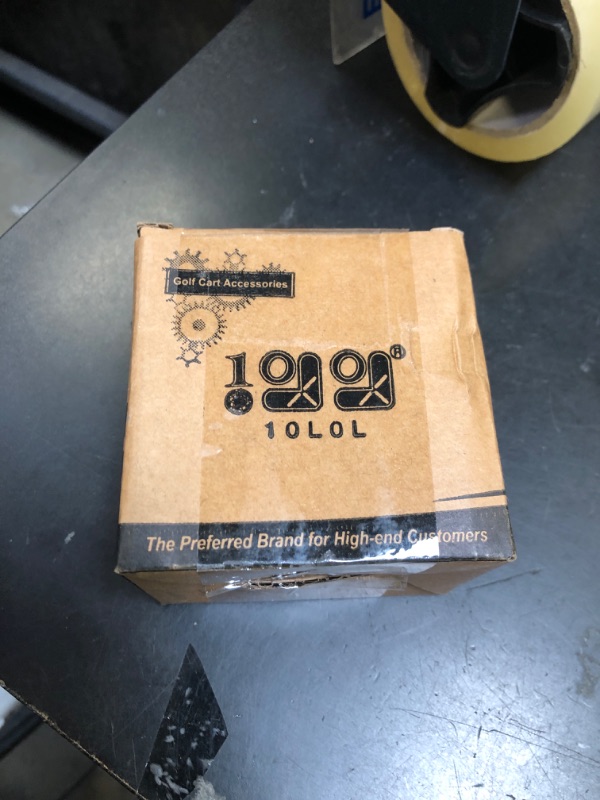 Golf Cart Accessories
10L0L
The Preferred Brand for High-end Customers